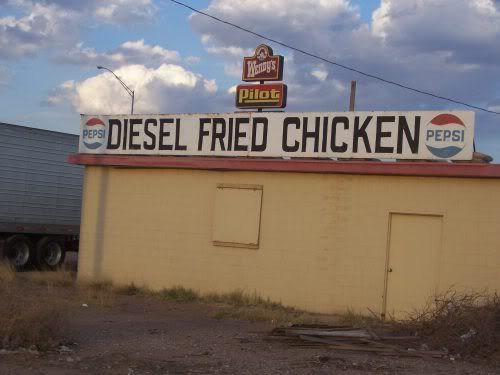 Wendy's
Pilot
PEPSI DIESEL FRIED CHICKEN PEPSI